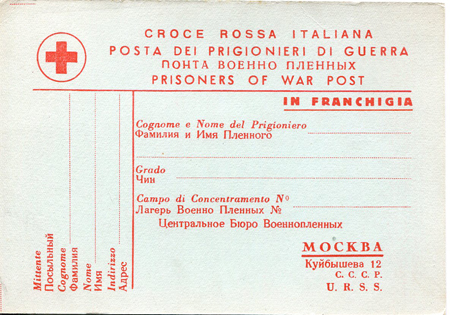 CROCE ROSSA ITALIANA
POSTA DEI PRIGIONIERI DI GUERRA
ПОНТА ВОЕННО ПЛЕННЫХ
PRISONERS OF WAR POST
IN FRANCHIGIA
Cognome e Nome del Prigioniero
Фамилия и Имя Пленного
Grado
Чин
Campo di Concentramento Nº
Лагерь Военно Пленных №
Центральное Бюро Военнопленных
МОСКВА
Куйбышева 12
С. С. С. Р.
U. R. S. S.
Mittente
Посыльный
Cognome
Фамилия
Nome
Имя
Indirizzo
Адрес